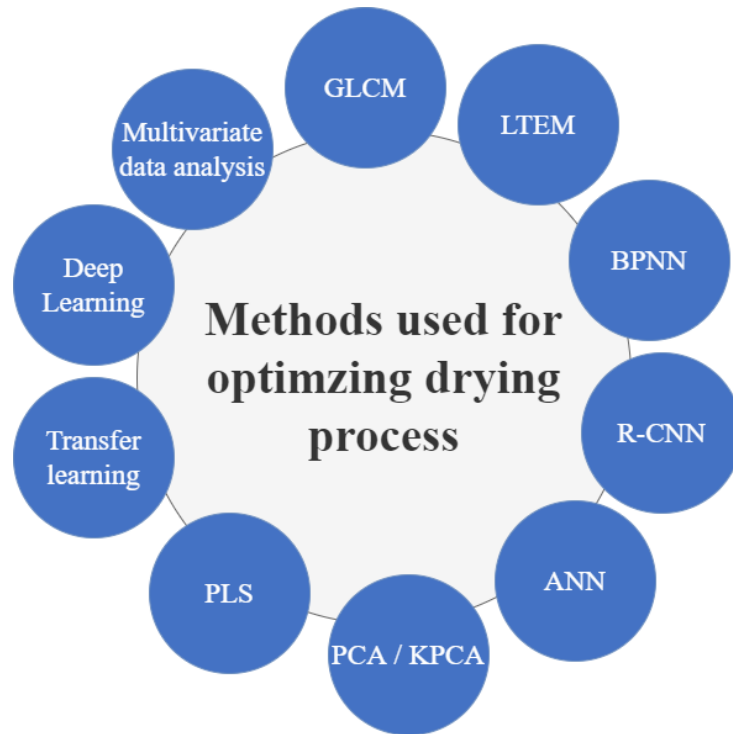 GLCM
LTEM
BPNN
R-CNN
ANN
PCA / KPCA
PLS
Transfer
learning
Deep
Learning
Multivariate
data analysis
Methods used for
optimzing drying
process